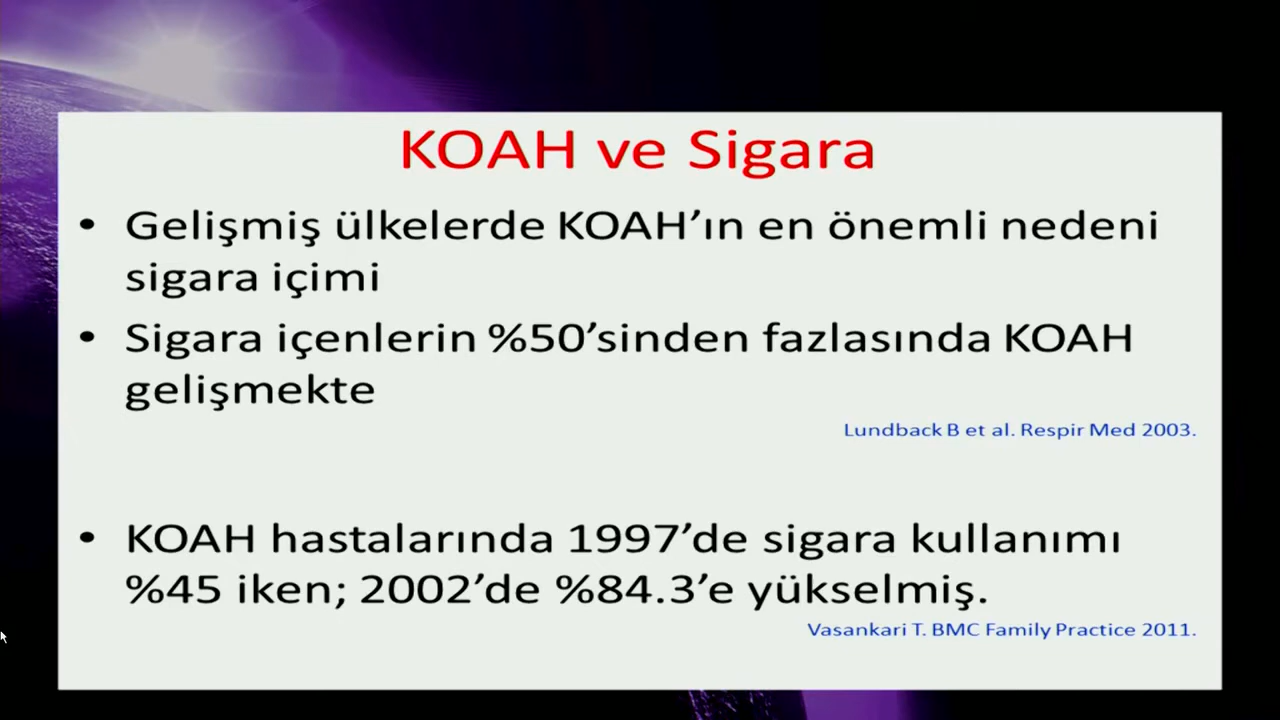 KOAH ve Sigara
• Gelişmiş ülkelerde KOAH’ın en önemli nedeni
sigara içimi
• Sigara içenlerin %50’sinden fazlasında KOAH
gelişmekte
Lundback B et al. Respir Med 2003.
• KOAH hastalarında 1997’de sigara kullanımı
%45 iken; 2002’de %84.3’e yükselmiş.
Vasankari T. BMC Family Practice 2011.